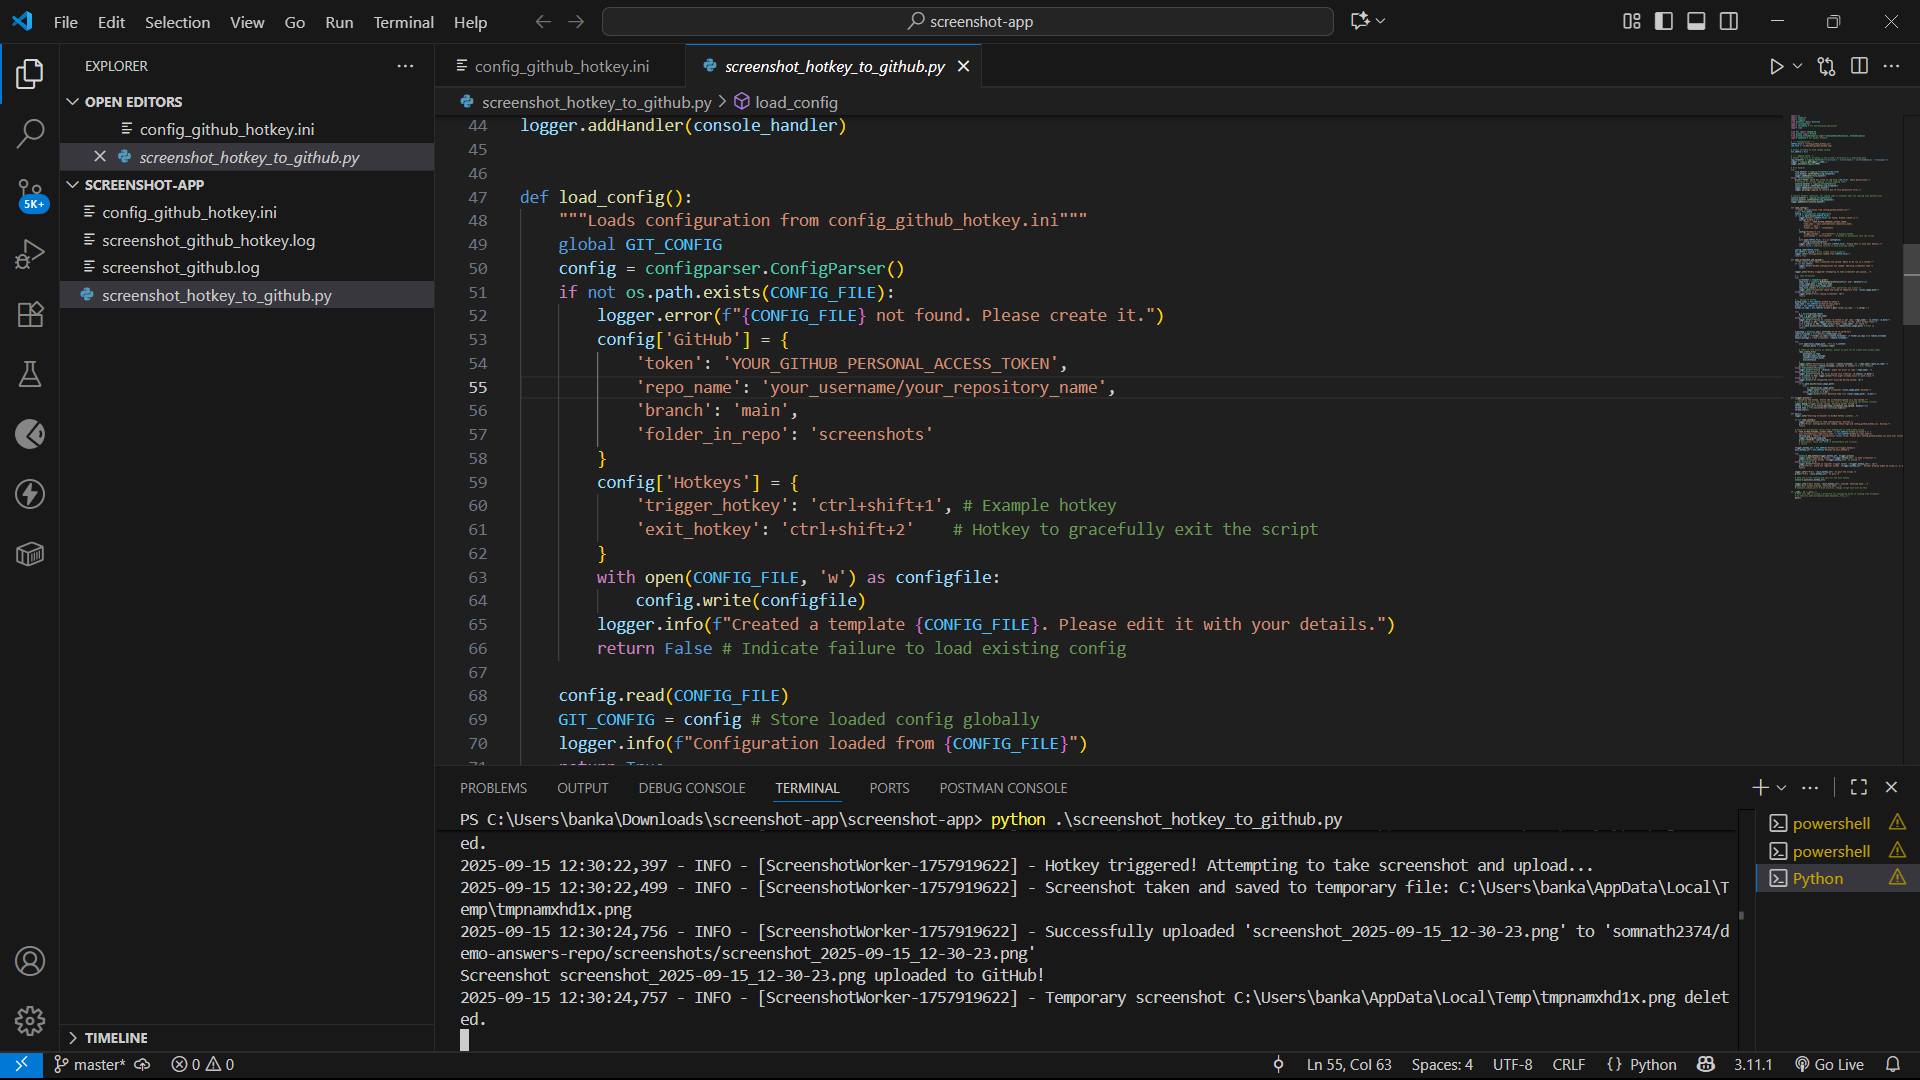 File Edit Selection View Go Run Terminal Help
screenshot-app
EXPLORER
OPEN EDITORS
config_github_hotkey.ini
screenshot_hotkey_to_github.py
SCREENSHOT-APP
config_github_hotkey.ini
screenshot_github_hotkey.log
screenshot_github.log
screenshot_hotkey_to_github.py
5K+
TIMELINE
config_github_hotkey.ini
screenshot_hotkey_to_github.py
screenshot_hotkey_to_github.py > load_config
44 logger.addHandler(console_handler)
45
46
47 def load_config():
48 """Loads configuration from config_github_hotkey.ini"""
49 global GIT_CONFIG
50 config = configparser.ConfigParser()
51 if not os.path.exists(CONFIG_FILE):
52 logger.error(f"{CONFIG_FILE} not found. Please create it.")
53 config['GitHub'] = {
54 'token': 'YOUR_GITHUB_PERSONAL_ACCESS_TOKEN',
55 'repo_name': 'your_username/your_repository_name',
56 'branch': 'main',
57 'folder_in_repo': 'screenshots'
58 }
59 config['Hotkeys'] = {
60 'trigger_hotkey': 'ctrl+shift+1', # Example hotkey
61 'exit_hotkey': 'ctrl+shift+2' # Hotkey to gracefully exit the script
62 }
63 with open(CONFIG_FILE, 'w') as configfile:
64 config.write(configfile)
65 logger.info(f"Created a template {CONFIG_FILE}. Please edit it with your details.")
66 return False # Indicate failure to load existing config
67
68 config.read(CONFIG_FILE)
69 GIT_CONFIG = config # Store loaded config globally
70 logger.info(f"Configuration loaded from {CONFIG_FILE}")
71 return True
PROBLEMS OUTPUT DEBUG CONSOLE TERMINAL PORTS POSTMAN CONSOLE
PS C:\Users\banka\Downloads\screenshot-app\screenshot-app> python .\screenshot_hotkey_to_github.py
ed.
2025-09-15 12:30:22,397 - INFO - [ScreenshotWorker-1757919622] - Hotkey triggered! Attempting to take screenshot and upload...
2025-09-15 12:30:22,499 - INFO - [ScreenshotWorker-1757919622] - Screenshot taken and saved to temporary file: C:\Users\banka\AppData\Local\T
emp\tmpnamxhd1x.png
2025-09-15 12:30:24,756 - INFO - [ScreenshotWorker-1757919622] - Successfully uploaded 'screenshot_2025-09-15_12-30-23.png' to 'somnath2374/d
emo-answers-repo/screenshots/screenshot_2025-09-15_12-30-23.png'
Screenshot screenshot_2025-09-15_12-30-23.png uploaded to GitHub!
2025-09-15 12:30:24,757 - INFO - [ScreenshotWorker-1757919622] - Temporary screenshot C:\Users\banka\AppData\Local\Temp\tmpnamxhd1x.png delet
ed.
powershell
powershell
Python
master* 0 0 Ln 55, Col 63 Spaces: 4 UTF-8 CRLF {} Python 3.11.1 Go Live